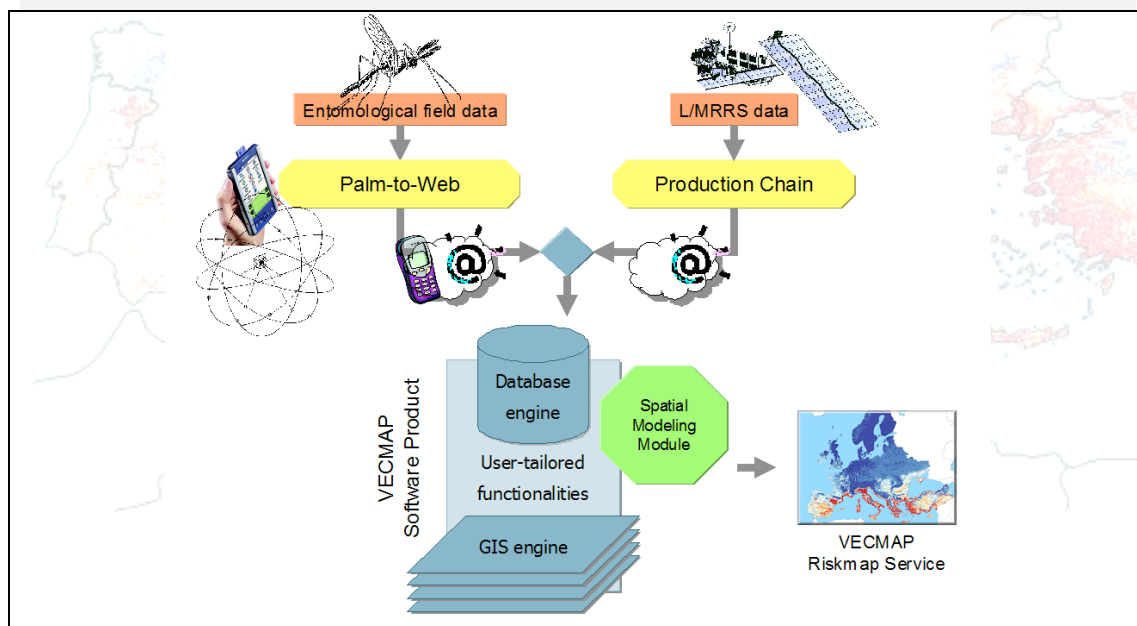 Entomological field data
L/MRRS data
Palm-to-Web
Production Chain
@
@
Database
engine
Spatial
Modeling
Module
VECMAP
Software Product
User-tailored
functionalities
GIS engine
VECMAP
Riskmap Service